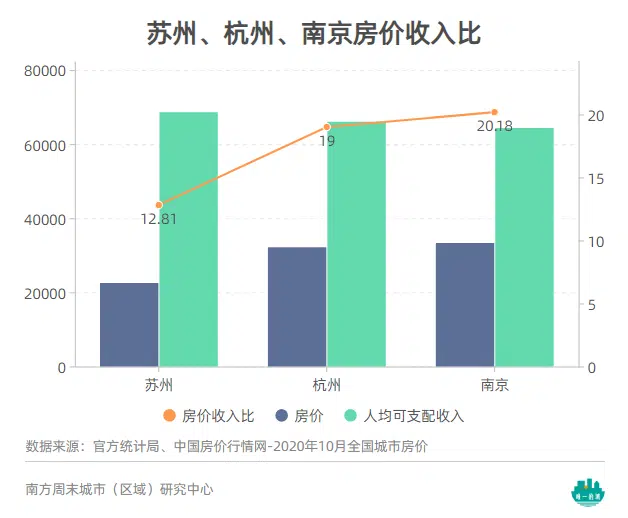 苏州、杭州、南京房价收入比
80000
60000
40000
20000
0
20
15
10
5
0
12.81
19
20.18
苏州
杭州
南京
房价收入比 房价 人均可支配收入
数据来源：官方统计局、中国房价行情网-2020年10月全国城市房价
南方周末城市（区域）研究中心